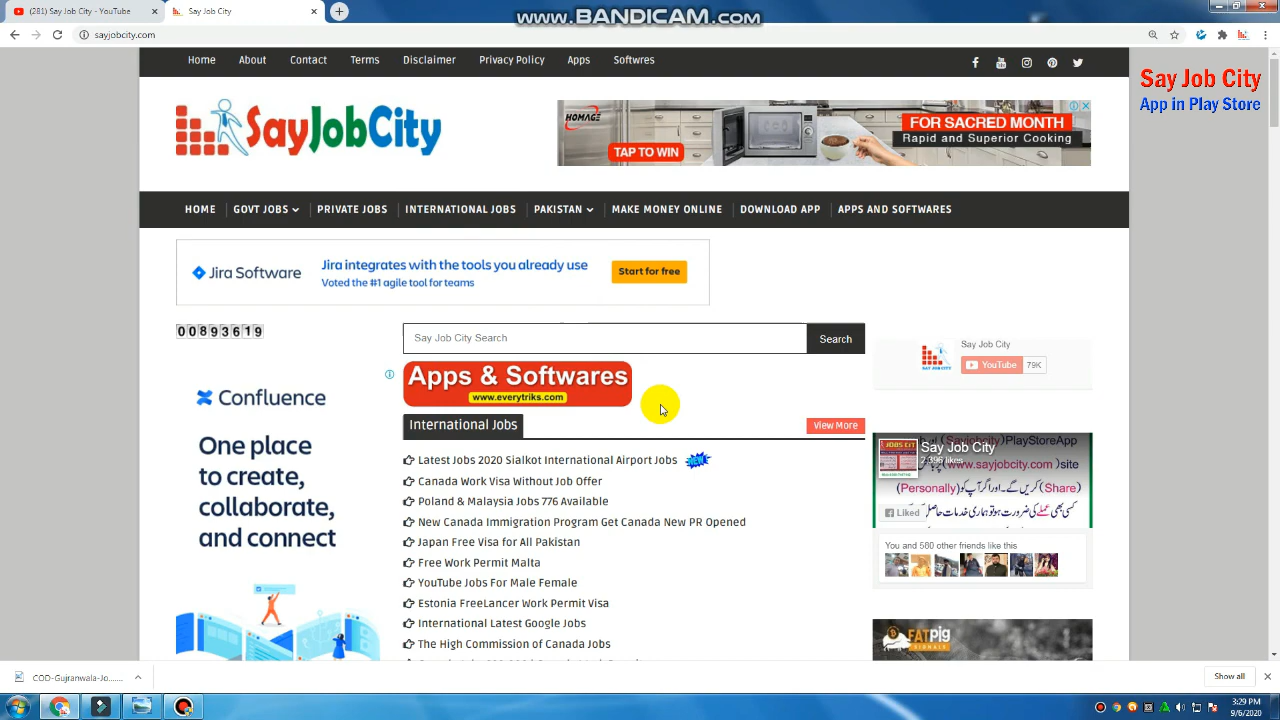 (281) Say Job City - YouTube
Say Job City
www.BANDICAM.com
sayjobcity.com
Home About Contact Terms Disclaimer Privacy Policy Apps Softwres
Say Job City
App in Play Store
SayJobCity
HOMAGE
TAP TO WIN
FOR SACRED MONTH
Rapid and Superior Cooking
HOME GOVT JOBS PRIVATE JOBS INTERNATIONAL JOBS PAKISTAN MAKE MONEY ONLINE DOWNLOAD APP APPS AND SOFTWARES
Jira Software
Jira integrates with the tools you already use
Voted the #1 agile tool for teams
Start for free
00893619
Say Job City Search
Search
Say Job City
YouTube 79K
Apps & Softwares
www.everytriks.com
Confluence
One place
to create,
collaborate,
and connect
International Jobs
View More
Latest Jobs 2020 Sialkot International Airport Jobs
Canada Work Visa Without Job Offer
Poland & Malaysia Jobs 776 Available
New Canada Immigration Program Get Canada New PR Opened
Japan Free Visa for All Pakistan
Free Work Permit Malta
YouTube Jobs For Male Female
Estonia FreeLancer Work Permit Visa
International Latest Google Jobs
The High Commission of Canada Jobs
Say Job City
2,396 likes
PlayStoreApp
(www.sayjobcity.com) site
(Personally) کریں گے۔ اور اگر آپ کو ہماری (Share)
Liked
You and 580 other friends like this
FATPIG
SIGNALS
COD-Gujranwala-Jo....
Show all
3:29 PM
9/6/2020